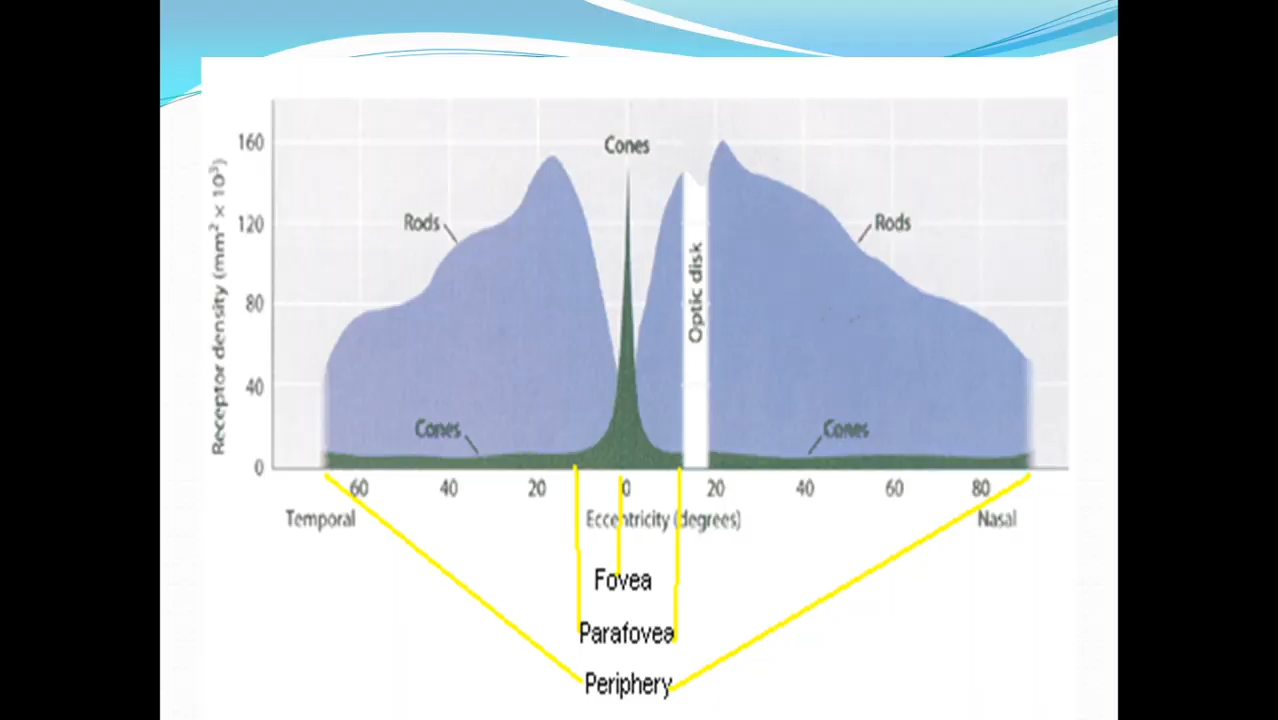 Receptor density (mm² × 10³)
160
120
80
40
0
Cones
Rods
Rods
Optic disk
Cones
Cones
60 40 20 0 20 40 60 80
Temporal Eccentricity (degrees) Nasal
Fovea
Parafovea
Periphery